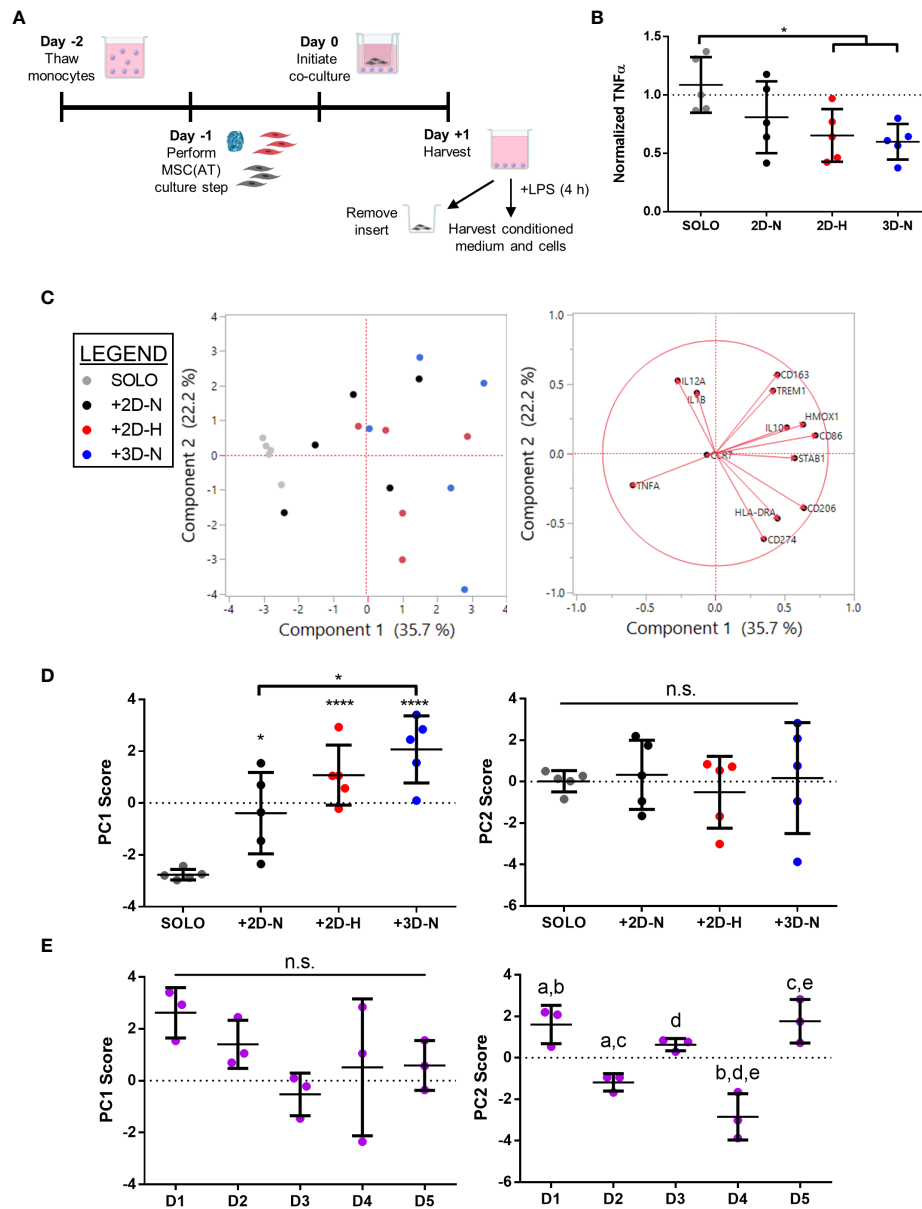 A
Day -2
Thaw
monocytes
Day 0
Initiate
co-culture
Day -1
Perform
MSC(AT)
culture step
Day +1
Harvest
+LPS (4 h)
Remove
insert
Harvest conditioned
medium and cells
B
*
Normalized TNFα
1.5
1.0
0.5
0.0
SOLO
2D-N
2D-H
3D-N
C
LEGEND
SOLO
+2D-N
+2D-H
+3D-N
Component 2 (22.2 %)
4
3
2
1
0
-1
-2
-3
-4
-4 -3 -2 -1 0 1 2 3 4
Component 1 (35.7 %)
Component 2 (22.2 %)
1.0
0.5
0.0
-0.5
-1.0
-1.0 -0.5 0.0 0.5 1.0
Component 1 (35.7 %)
IL12A
IL1B
CD163
TREM1
HMOX1
IL10
CD86
CCR7
STAB1
TNFA
CD206
HLA-DRA
CD274
D
PC1 Score
4
2
0
-2
-4
*
*
****
****
SOLO
+2D-N
+2D-H
+3D-N
PC2 Score
4
2
0
-2
-4
-6
n.s.
SOLO
+2D-N
+2D-H
+3D-N
E
PC1 Score
4
2
0
-2
-4
n.s.
D1
D2
D3
D4
D5
PC2 Score
4
2
0
-2
-4
-6
a,b
a,c
d
b,d,e
c,e
D1
D2
D3
D4
D5